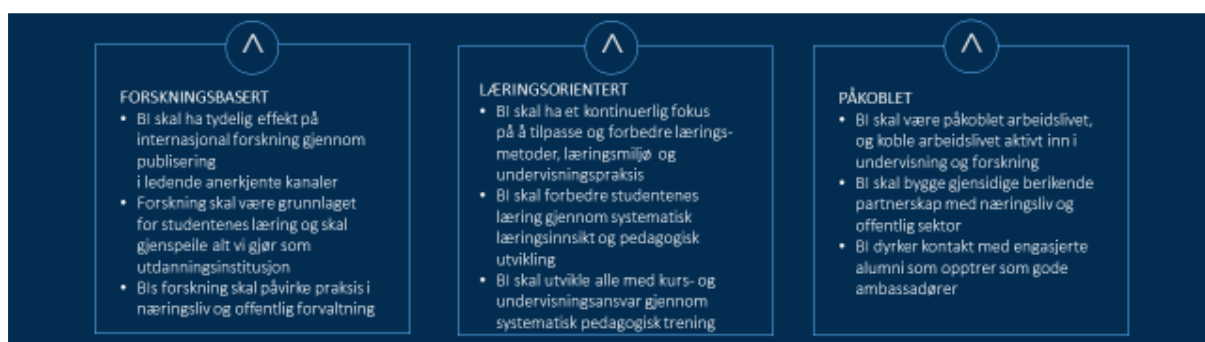 FORSKNINGSBASERT
• BI skal ha tydelig effekt på
internasjonal forskning gjennom
publisering
i ledende anerkjente kanaler
• Forskning skal være grunnlaget
for studentenes læring og skal
gjenspeile alt vi gjør som
utdanningsinstitusjon
• BIs forskning skal påvirke praksis i
næringsliv og offentlig forvaltning
LÆRINGSORIENTERT
• BI skal ha et kontinuerlig fokus
på å tilpasse og forbedre lærings-
metoder, læringsmiljø og
undervisningspraksis
• BI skal forbedre studentenes
læring gjennom systematisk
læringsinnsikt og pedagogisk
utvikling
• BI skal utvikle alle med kurs- og
undervisningsansvar gjennom
systematisk pedagogisk trening
PÅKOBLET
• BI skal være påkoblet arbeidslivet,
og koble arbeidslivet aktivt inn i
undervisning og forskning
• BI skal bygge gjensidige berikende
partnerskap med næringsliv og
offentlig sektor
• BI dyrker kontakt med engasjerte
alumni som opptrer som gode
ambassadører